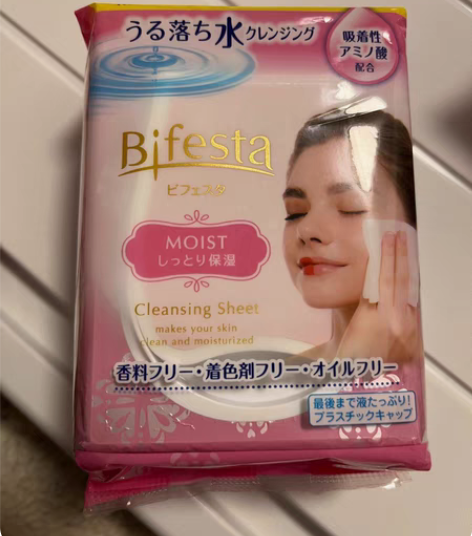 うる落ち水クレンジング
吸着性
アミノ酸
配合
Bifesta
ビフェスタ
MOIST
しっとり保湿
Cleansing Sheet
makes your skin
clean and moisturized
香料フリー・着色剤フリー・オイルフリー
最後まで液たっぷり!
プラスチックキャップ